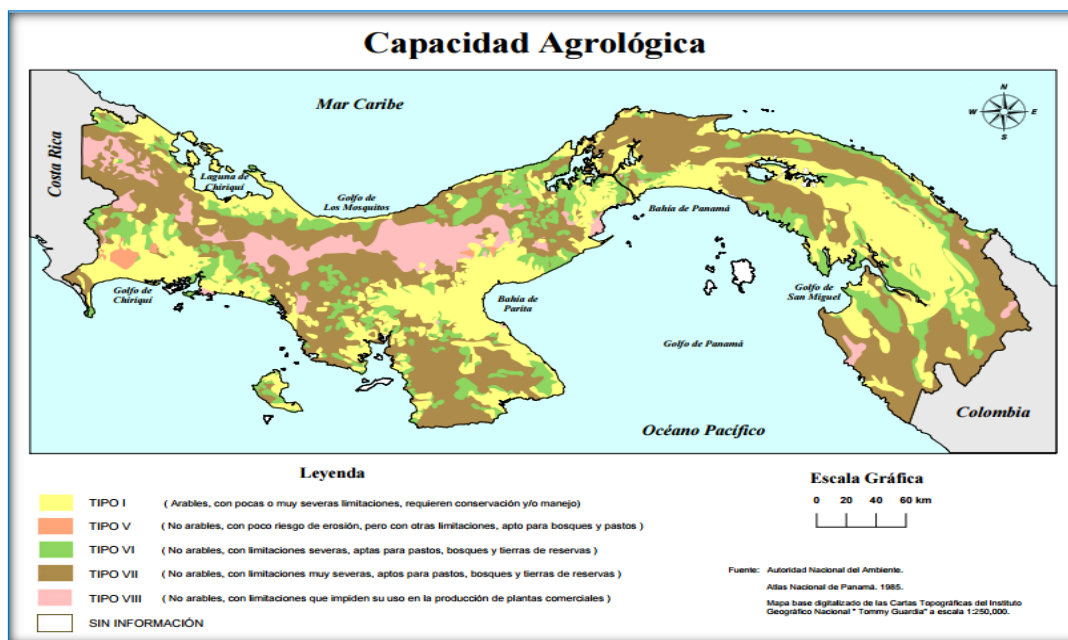 Capacidad Agrológica
Mar Caribe
N
W E
S
Costa Rica
Laguna de
Chiriquí
Golfo de
Los Mosquitos
Bahía de Panamá
Golfo de
Chiriquí
Bahía de
Parita
Golfo de
San Miguel
Golfo de Panamá
Colombia
Océano Pacífico
Leyenda
TIPO I ( Arables, con pocas o muy severas limitaciones, requieren conservación y/o manejo)
TIPO V ( No arables, con poco riesgo de erosión, pero con otras limitaciones, apto para bosques y pastos )
TIPO VI ( No arables, con limitaciones severas, aptas para pastos, bosques y tierras de reservas )
TIPO VII ( No arables, con limitaciones muy severas, aptos para pastos, bosques y tierras de reservas )
TIPO VIII ( No arables, con limitaciones que impiden su uso en la producción de plantas comerciales )
SIN INFORMACIÓN
Escala Gráfica
0 20 40 60 km
Fuente: Autoridad Nacional del Ambiente.
Atlas Nacional de Panamá. 1985.
Mapa base digitalizado de las Cartas Topográficas del Instituto
Geográfico Nacional " Tommy Guardia" a escala 1:250,000.